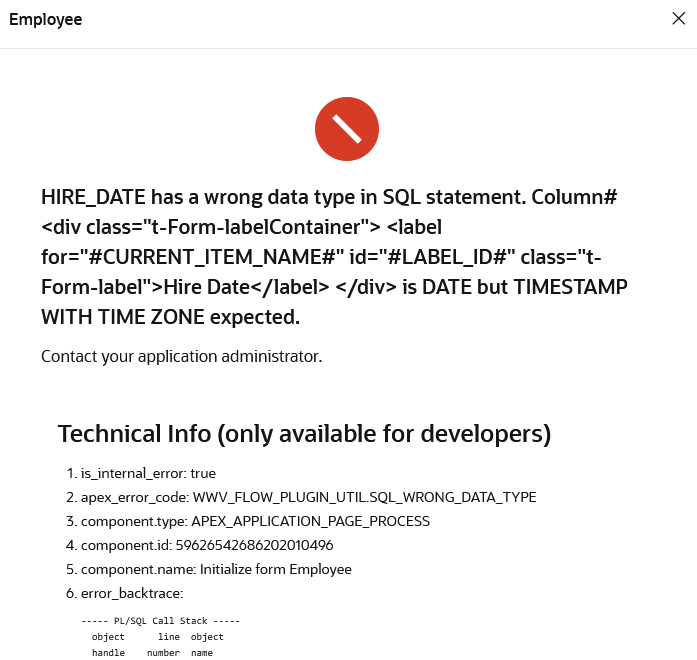 Employee
HIRE_DATE has a wrong data type in SQL statement. Column#
<div class="t-Form-labelContainer"> <label
for="#CURRENT_ITEM_NAME#" id="#LABEL_ID#" class="t-
Form-label">Hire Date</label> </div> is DATE but TIMESTAMP
WITH TIME ZONE expected.
Contact your application administrator.
Technical Info (only available for developers)
1. is_internal_error: true
2. apex_error_code: WWV_FLOW_PLUGIN_UTIL.SQL_WRONG_DATA_TYPE
3. component.type: APEX_APPLICATION_PAGE_PROCESS
4. component.id: 59626542686202010496
5. component.name: Initialize form Employee
6. error_backtrace:
----- PL/SQL Call Stack -----
object line object
handle number name